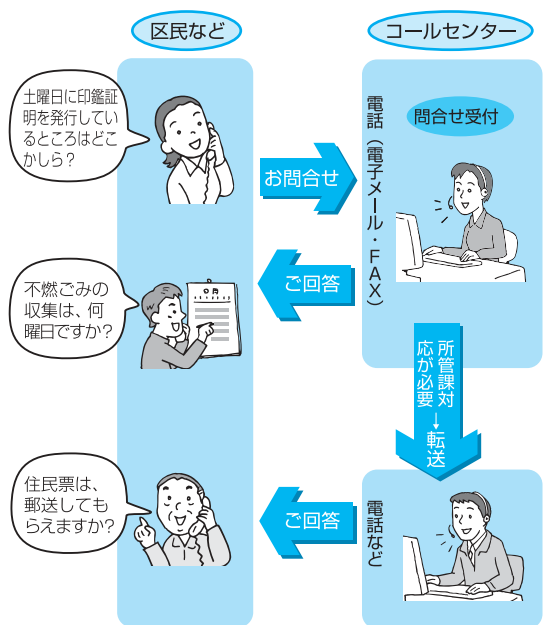 区民など
コールセンター
土曜日に印鑑証
明を発行してい
るところはどこ
かしら？
お問合せ
電話（電子メール・FAX）
問合せ受付
不燃ごみの
収集は、何
曜日ですか？
ご回答
所管課対
応が必要
→転送
住民票は、
郵送しても
らえますか？
ご回答
電話など